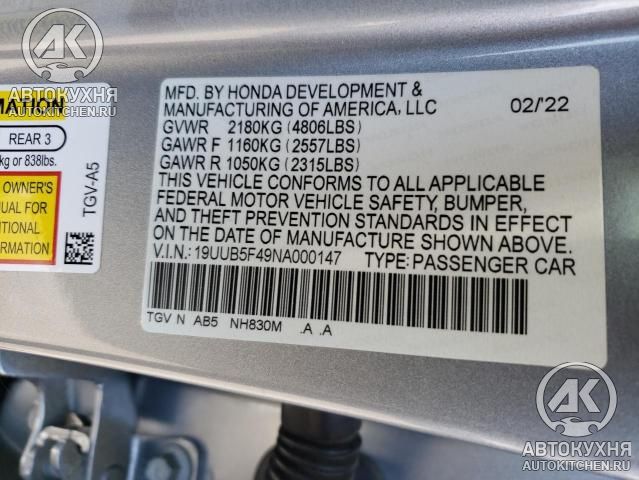 AK
АВТОКУХНЯ
AUTOKITCHEN.RU
MATION
REAR 3
kg or 838lbs.
OWNER'S
FOR
TGV-A5
MFD. BY HONDA DEVELOPMENT &
MANUFACTURING OF AMERICA, LLC 02/'22
GVWR 2180KG (4806LBS)
GAWR F 1160KG (2557LBS)
GAWR R 1050KG (2315LBS)
THIS VEHICLE CONFORMS TO ALL APPLICABLE
FEDERAL MOTOR VEHICLE SAFETY, BUMPER,
AND THEFT PREVENTION STANDARDS IN EFFECT
ON THE DATE OF MANUFACTURE SHOWN ABOVE.
V.I.N.: 19UUB5F49NA000147 TYPE: PASSENGER CAR
TGV N AB5 NH830M .A .A
AK
АВТОКУХНЯ
AUTOKITCHEN.RU